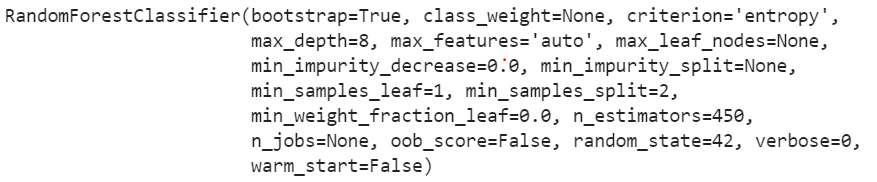 RandomForestClassifier(bootstrap=True, class_weight=None, criterion='entropy',
max_depth=8, max_features='auto', max_leaf_nodes=None,
min_impurity_decrease=0.0, min_impurity_split=None,
min_samples_leaf=1, min_samples_split=2,
min_weight_fraction_leaf=0.0, n_estimators=450,
n_jobs=None, oob_score=False, random_state=42, verbose=0,
warm_start=False)